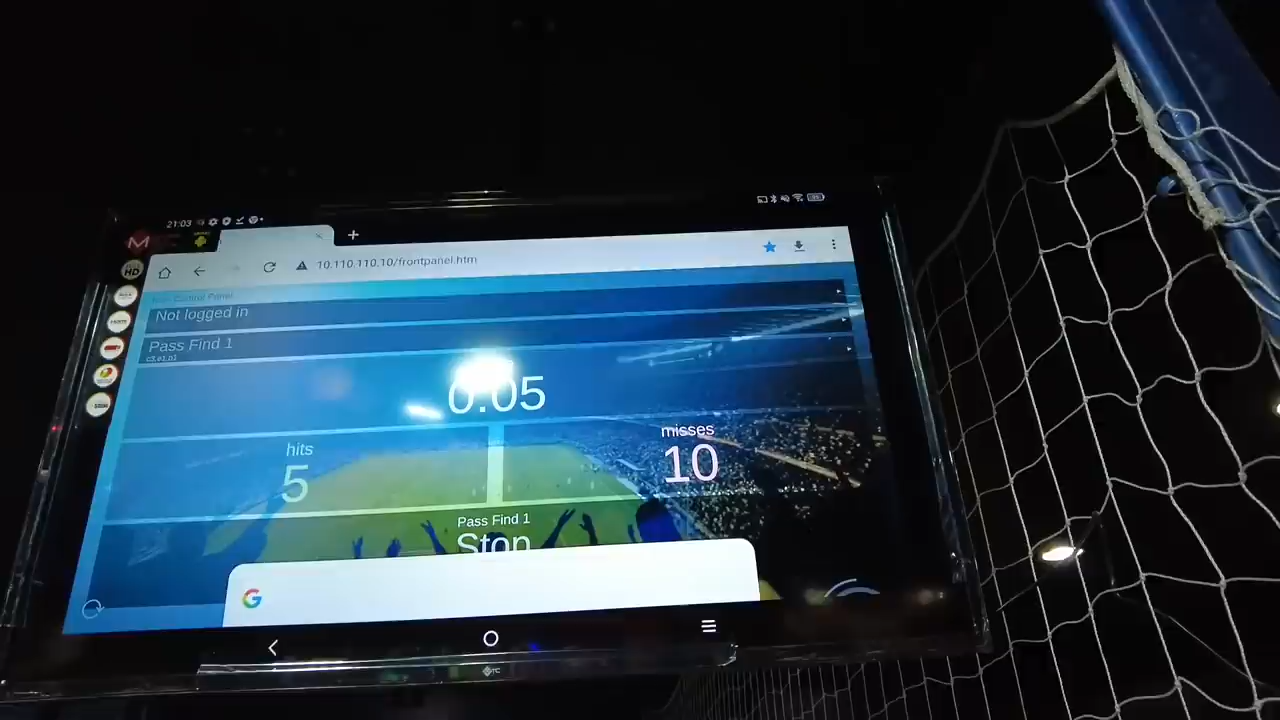 21:03
M
HD
10.110.110.10/frontpanel.htm
Not logged in
Pass Find 1
0:05
hits
5
misses
10
Pass Find 1
Stop
G